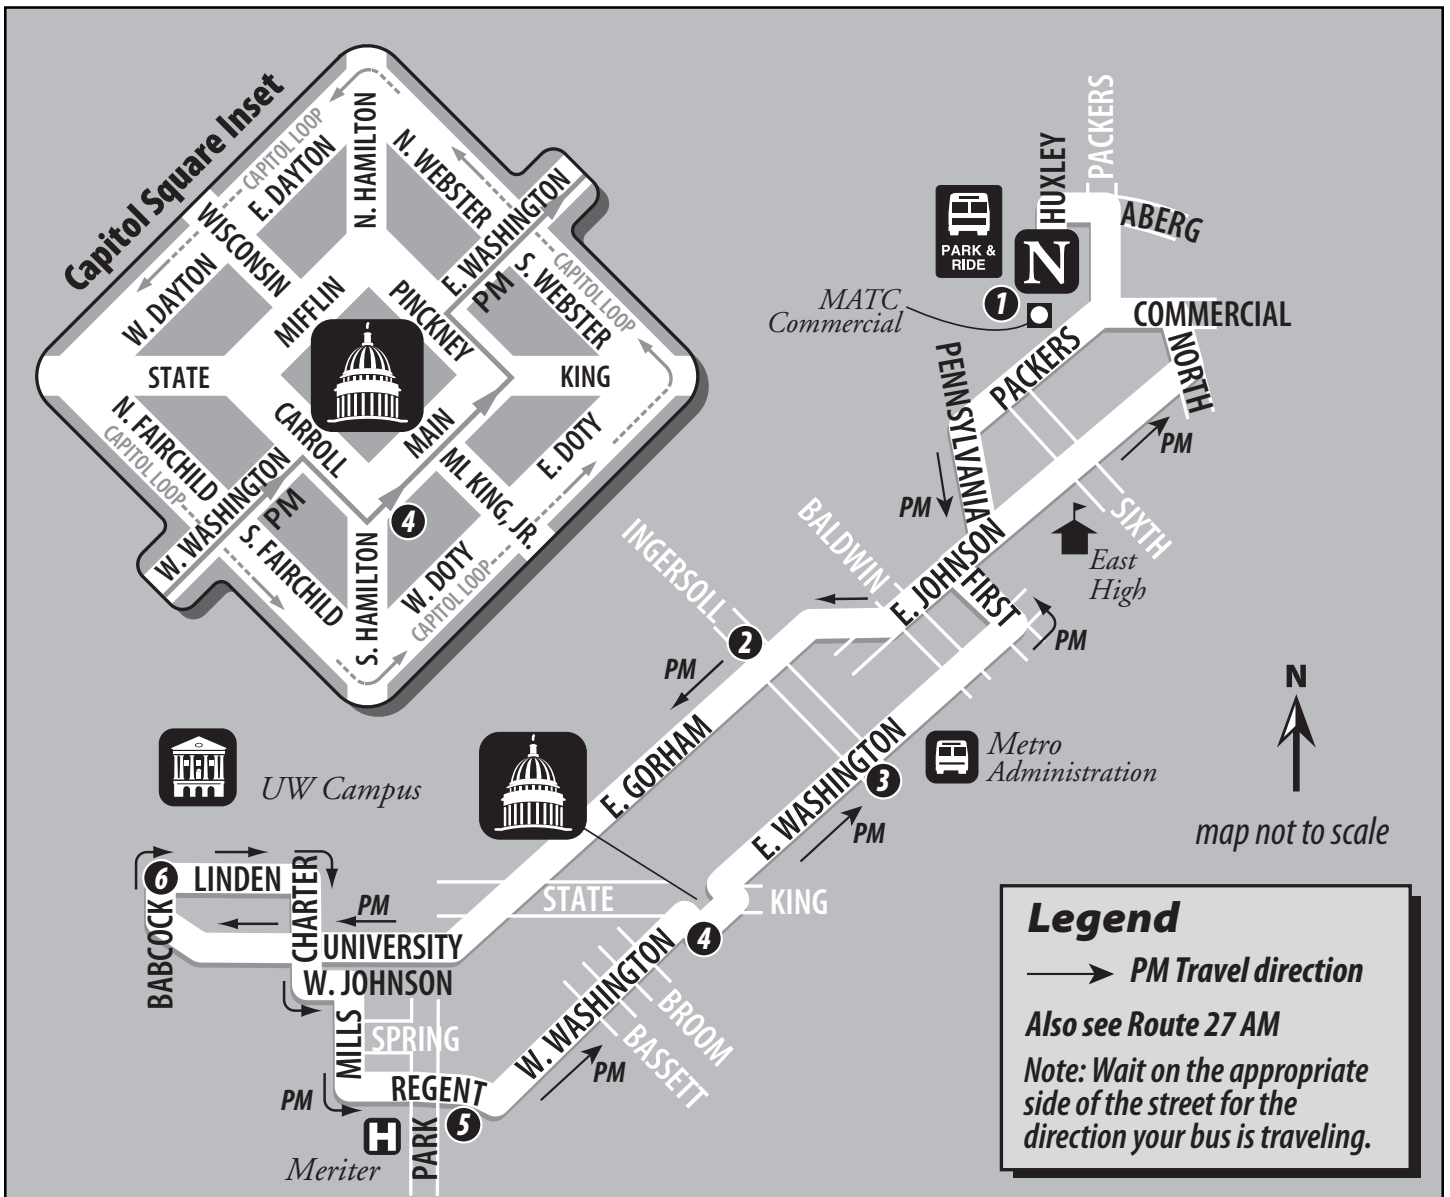 Capitol Square Inset
CAPITOL LOOP
E. DAYTON
N. HAMILTON
N. WEBSTER
E. WASHINGTON
PM
WISCONSIN
W. DAYTON
MIFFLIN
PINCKNEY
S. WEBSTER
CAPITOL LOOP
STATE
KING
N. FAIRCHILD
CAPITOL LOOP
CARROLL
MAIN
E. DOTY
W. WASHINGTON
PM
S. FAIRCHILD
4
ML KING, JR.
S. HAMILTON
W. DOTY
CAPITOL LOOP
HUXLEY
PACKERS
ABERG
PARK &
RIDE
N
1
MATC
Commercial
COMMERCIAL
NORTH
PENNSYLVANIA
PACKERS
PM
PM
SIXTH
East
High
INGERSOLL
BALDWIN
E. JOHNSON
FIRST
PM
2
PM
E. GORHAM
E. WASHINGTON
3
PM
Metro
Administration
N
map not to scale
UW Campus
6
LINDEN
CHARTER
BABCOCK
PM
UNIVERSITY
STATE
KING
4
W. JOHNSON
MILLS
SPRING
W. WASHINGTON
BROOM
BASSETT
PM
PM
REGENT
5
PARK
H
Meriter
Legend
PM Travel direction
Also see Route 27 AM
Note: Wait on the appropriate
side of the street for the
direction your bus is traveling.